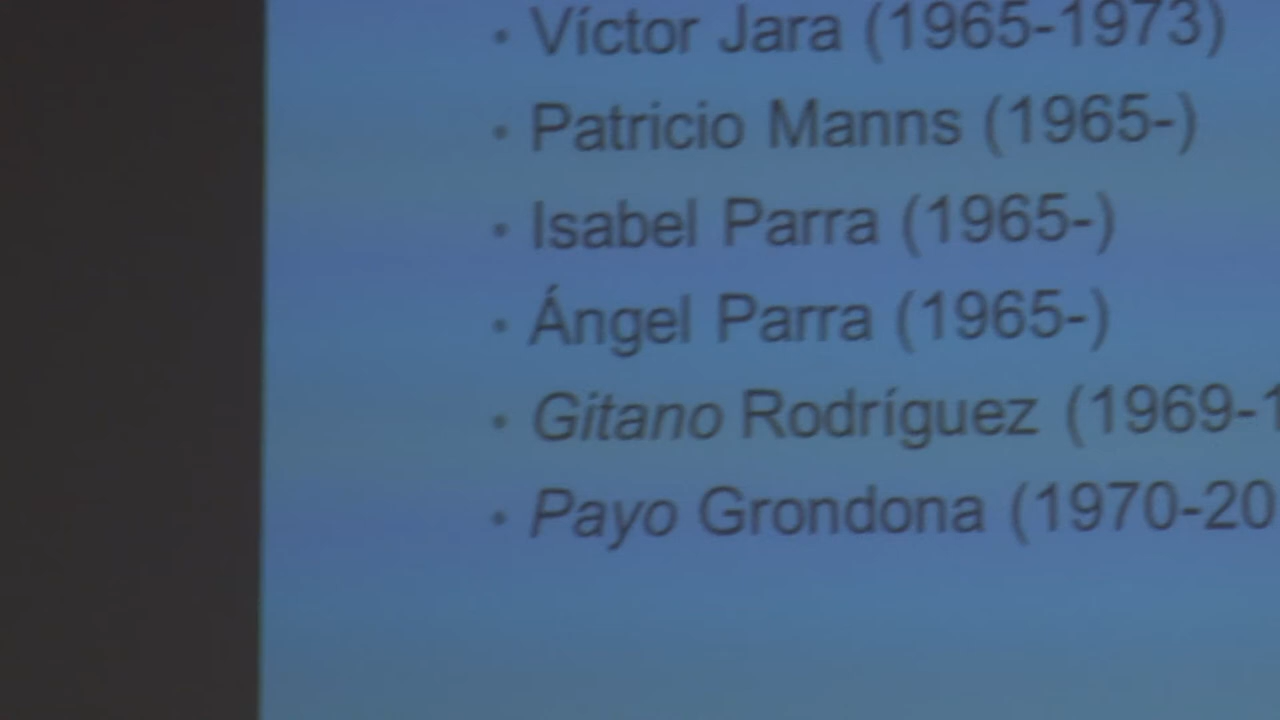 • Víctor Jara (1965-1973)
• Patricio Manns (1965-)
• Isabel Parra (1965-)
• Ángel Parra (1965-)
• Gitano Rodríguez (1969-1
• Payo Grondona (1970-20